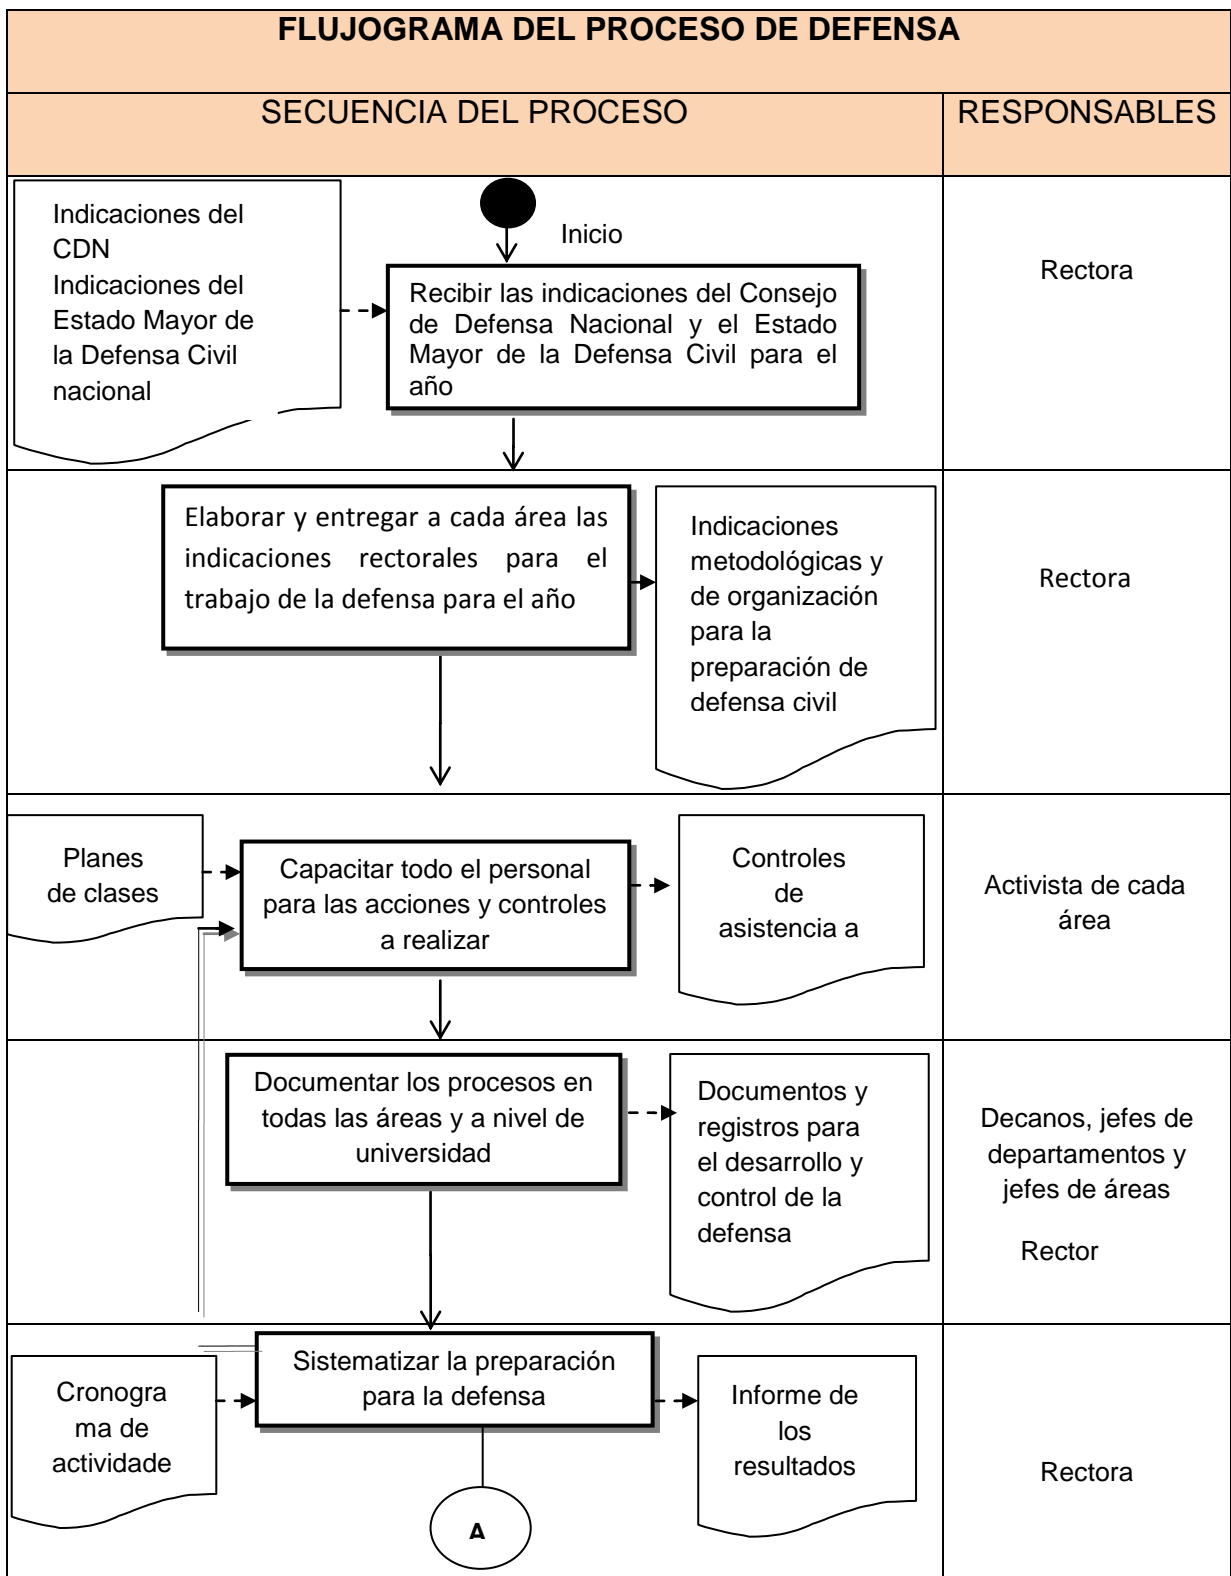 FLUJOGRAMA DEL PROCESO DE DEFENSA
SECUENCIA DEL PROCESO
RESPONSABLES
Indicaciones del
CDN
Indicaciones del
Estado Mayor de
la Defensa Civil
nacional
Inicio
Recibir las indicaciones del Consejo
de Defensa Nacional y el Estado
Mayor de la Defensa Civil para el
año
Rectora
Elaborar y entregar a cada área las
indicaciones rectorales para el
trabajo de la defensa para el año
Indicaciones
metodológicas y
de organización
para la
preparación de
defensa civil
Rectora
Planes
de clases
Capacitar todo el personal
para las acciones y controles
a realizar
Controles
de
asistencia a
Activista de cada
área
Documentar los procesos en
todas las áreas y a nivel de
universidad
Documentos y
registros para
el desarrollo y
control de la
defensa
Decanos, jefes de
departamentos y
jefes de áreas
Rector
Cronogra
ma de
actividade
Sistematizar la preparación
para la defensa
Informe de
los
resultados
Rectora
A